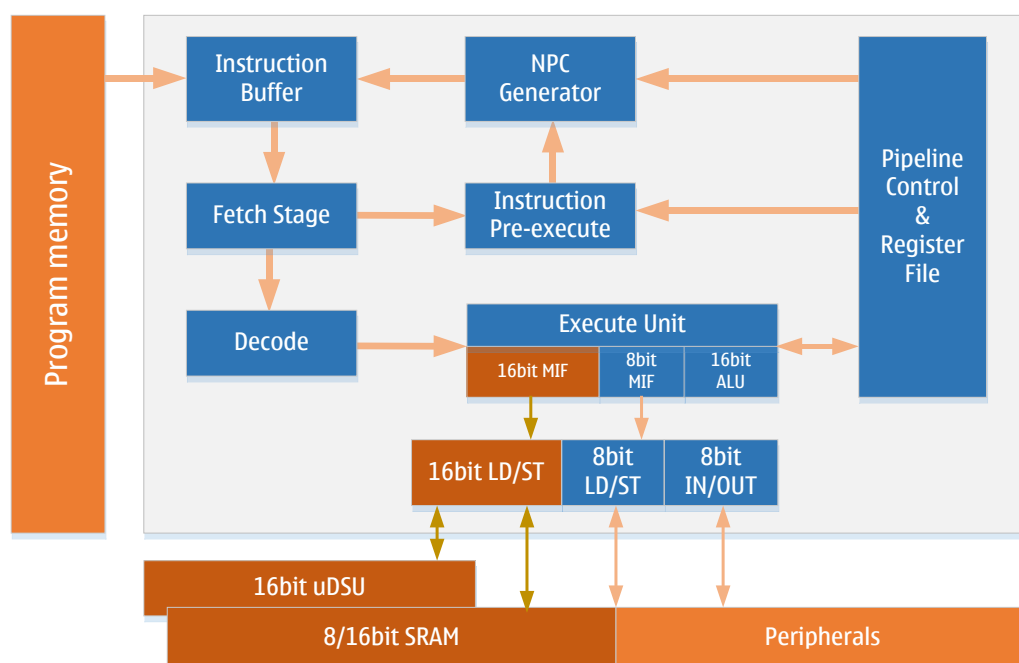 Program memory
Instruction
Buffer
NPC
Generator
Pipeline
Control
&
Register
File
Fetch Stage
Instruction
Pre-execute
Decode
Execute Unit
16bit MIF
8bit
MIF
16bit
ALU
16bit LD/ST
8bit
LD/ST
8bit
IN/OUT
16bit uDSU
8/16bit SRAM
Peripherals